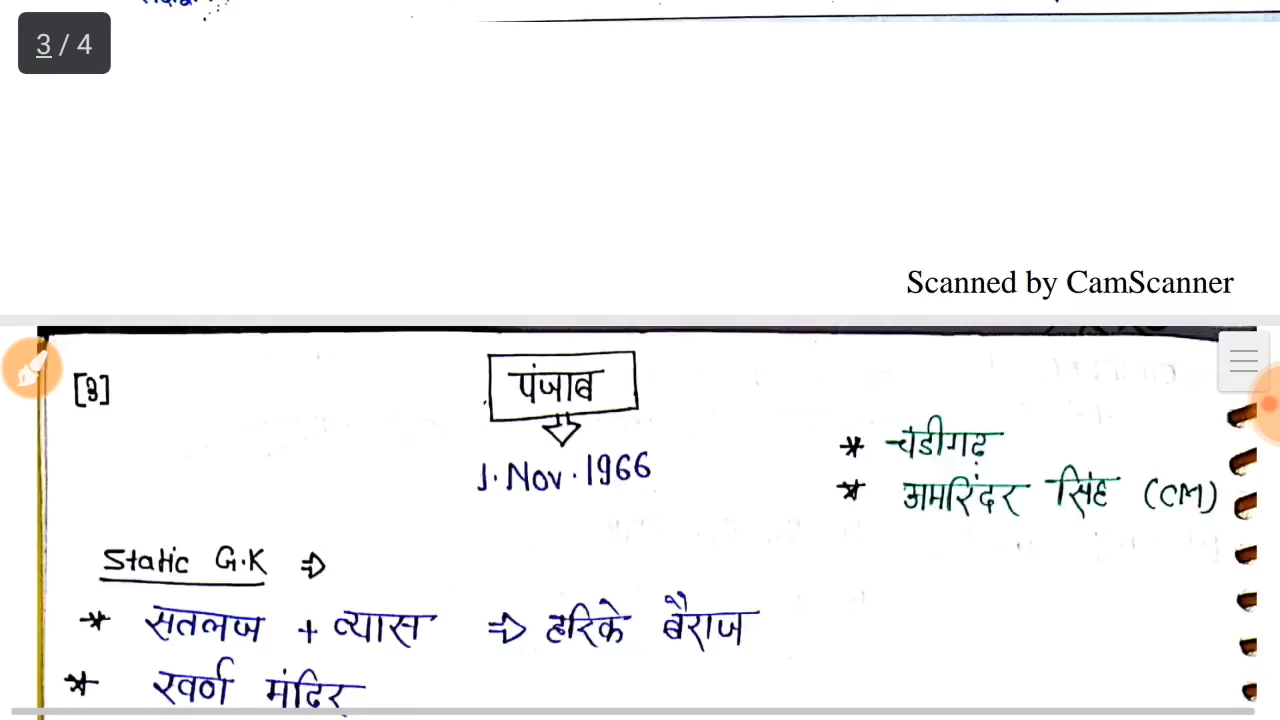 3 / 4
Scanned by CamScanner
[3]
पंजाब
1. Nov. 1966
* चंडीगढ़
* अमरिंदर सिंह (CM)
Static G.K ⇒
* सतलज + व्यास ⇒ हरिके बैराज
* स्वर्ण मंदिर